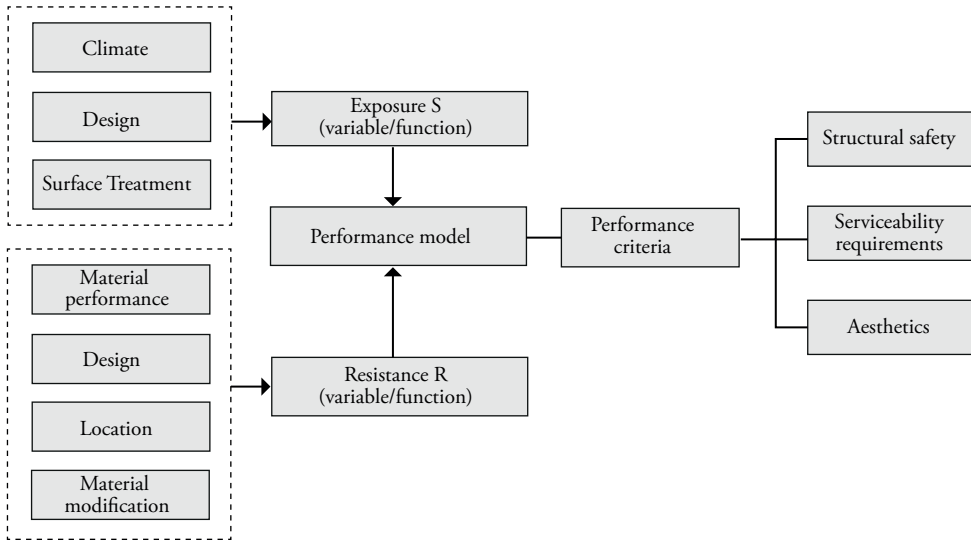 Climate
Design
Surface Treatment
Exposure S
(variable/function)
Performance model
Performance
criteria
Structural safety
Serviceability
requirements
Aesthetics
Material
performance
Design
Location
Material
modification
Resistance R
(variable/function)